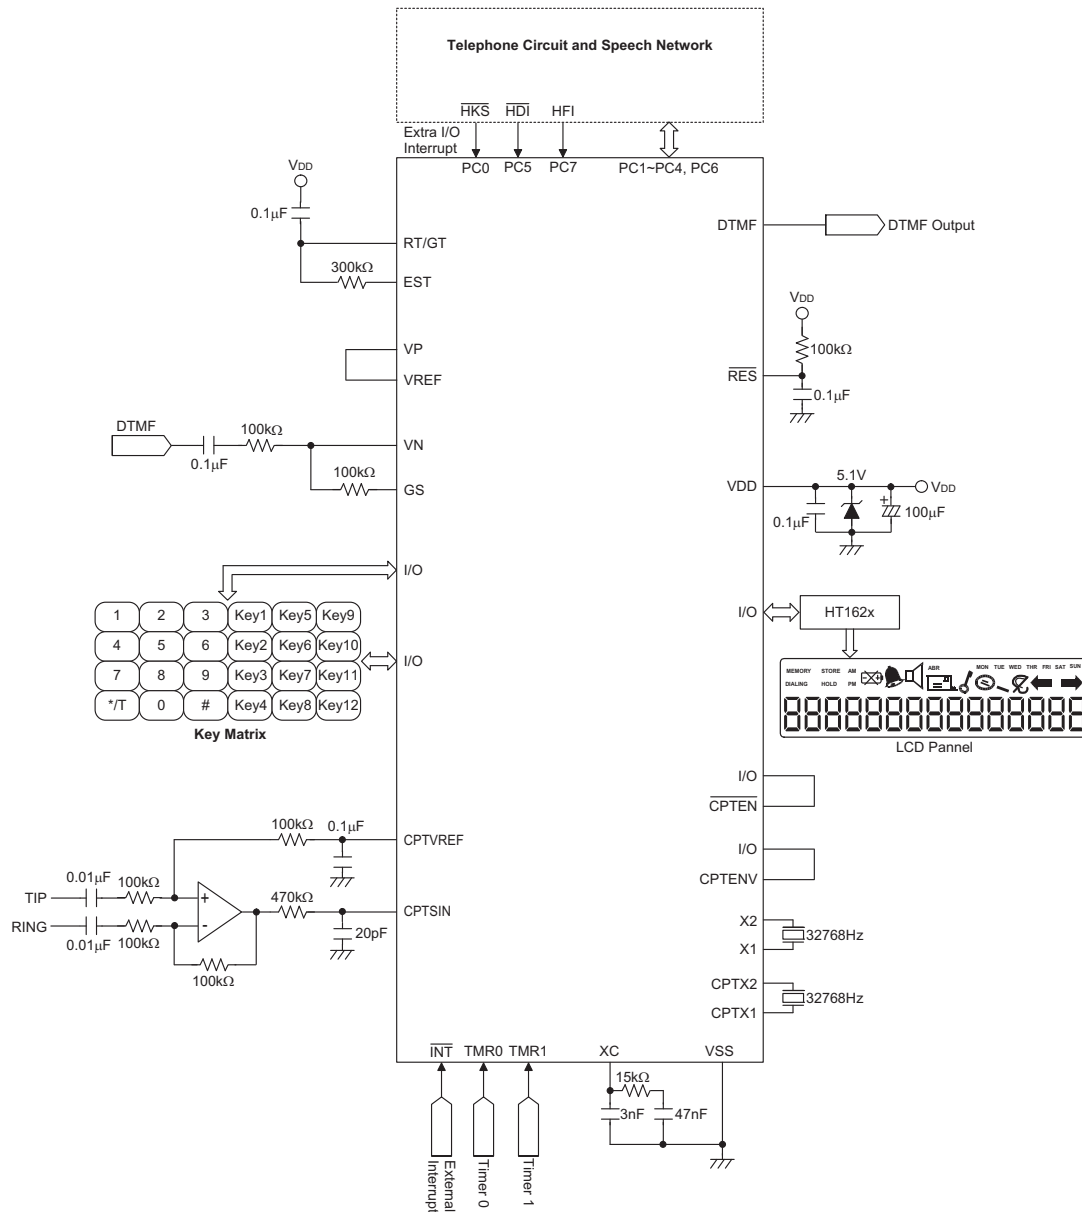 Telephone Circuit and Speech Network
HKS HDI HFI
Extra I/O
Interrupt
PC0 PC5 PC7 PC1~PC4, PC6
VDD
0.1μF
RT/GT
300kΩ
EST
DTMF
DTMF Output
VDD
100kΩ
RES
0.1μF
VP
VREF
DTMF
0.1μF
100kΩ
VN
100kΩ
GS
VDD
5.1V
VDD
0.1μF
100μF
I/O
1 2 3 Key1 Key5 Key9
4 5 6 Key2 Key6 Key10
7 8 9 Key3 Key7 Key11
*/T 0 # Key4 Key8 Key12
I/O
Key Matrix
I/O
HT162x
MEMORY STORE AM ABR MON TUE WED THR FRI SAT SUN
DIALING HOLD PM
LCD Pannel
I/O
CPTEN
I/O
CPTENV
X2
32768Hz
X1
CPTX2
32768Hz
CPTX1
100kΩ
0.1μF
CPTVREF
TIP
0.01μF
100kΩ
+
RING
0.01μF
100kΩ
-
470kΩ
CPTSIN
20pF
100kΩ
INT TMR0 TMR1 XC VSS
15kΩ
3nF
47nF
External
Interrupt
Timer 0
Timer 1